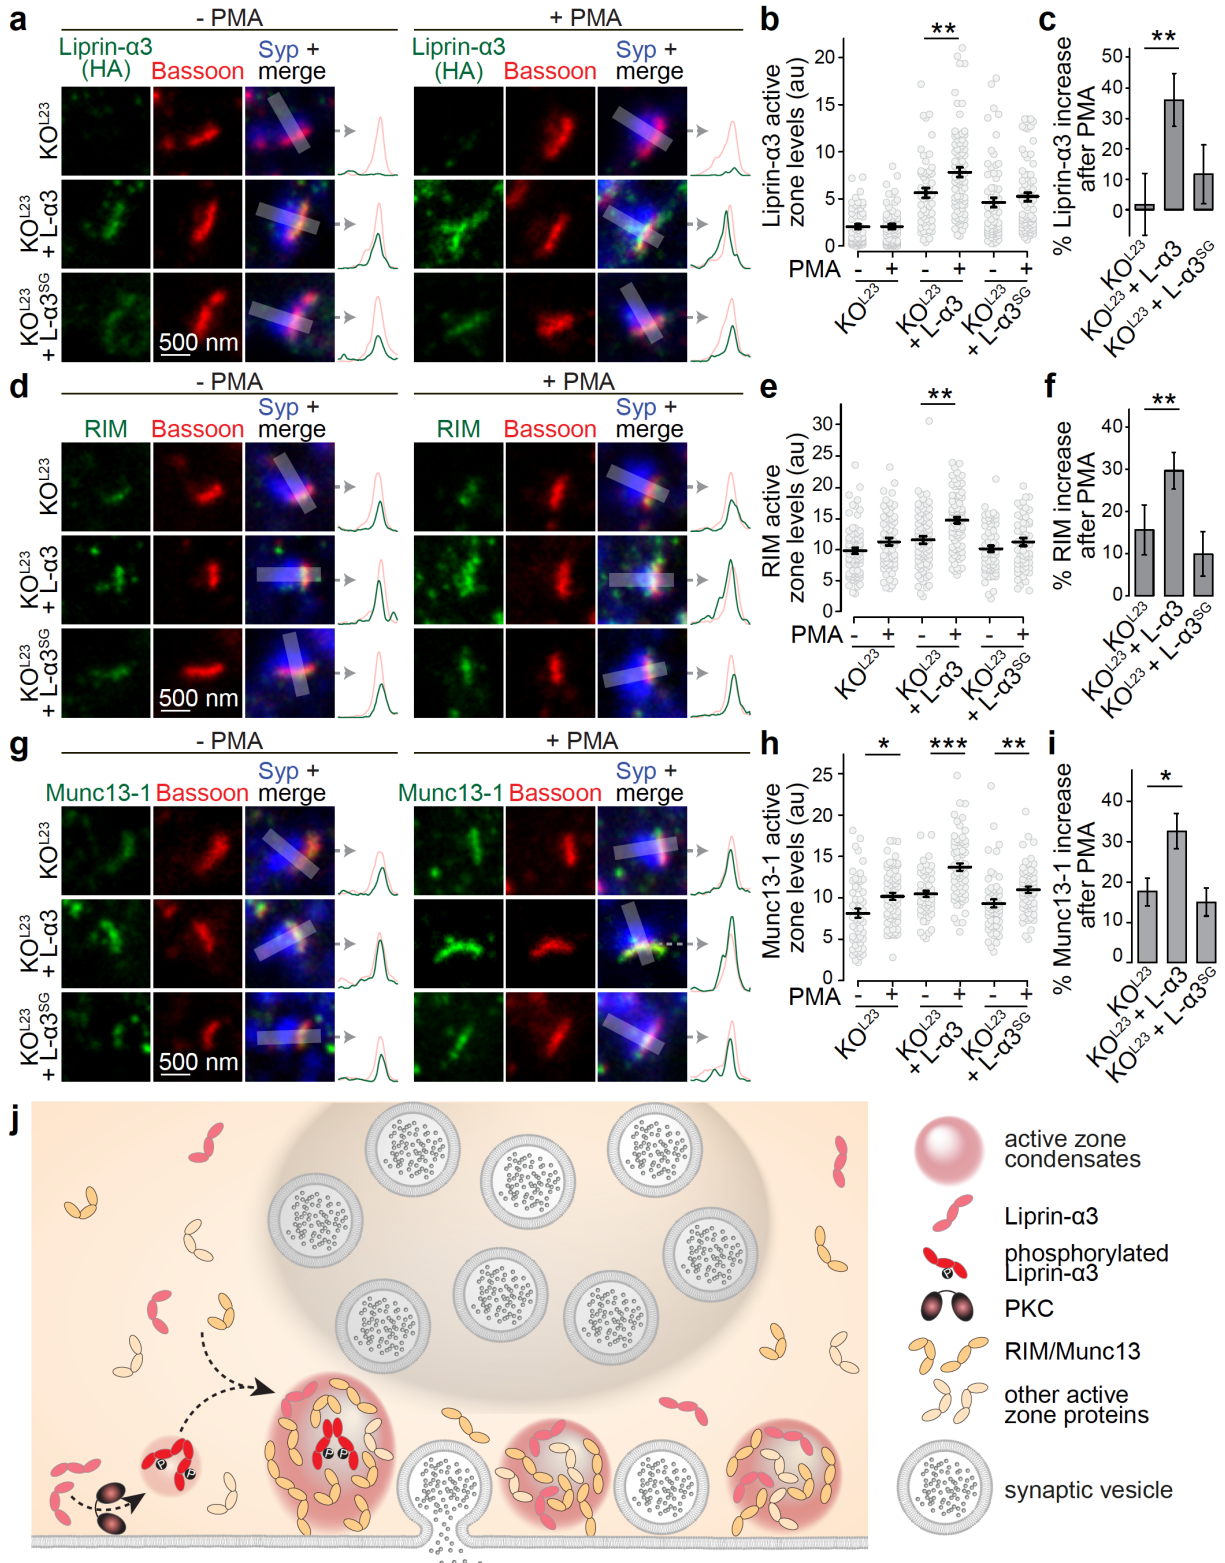 a
- PMA
+ PMA
Liprin-α3
(HA)
Bassoon
Syp +
merge
Liprin-α3
(HA)
Bassoon
Syp +
merge
KO^L23
KO^L23
+ L-α3
KO^L23
+ L-α3^SG
500 nm
b
Liprin-α3 active
zone levels (au)
20
15
10
5
0
**
PMA - + - + - +
KO^L23
KO^L23
+ L-α3
KO^L23
+ L-α3^SG
c
% Liprin-α3 increase
after PMA
50
40
30
20
10
0
**
KO^L23
KO^L23 + L-α3
KO^L23 + L-α3^SG
d
- PMA
+ PMA
RIM
Bassoon
Syp +
merge
RIM
Bassoon
Syp +
merge
KO^L23
KO^L23
+ L-α3
KO^L23
+ L-α3^SG
500 nm
e
RIM active
zone levels (au)
30
25
20
15
10
5
0
**
PMA - + - + - +
KO^L23
KO^L23
+ L-α3
KO^L23
+ L-α3^SG
f
% RIM increase
after PMA
40
30
20
10
0
**
KO^L23
KO^L23 + L-α3
KO^L23 + L-α3^SG
g
- PMA
+ PMA
Munc13-1
Bassoon
Syp +
merge
Munc13-1
Bassoon
Syp +
merge
KO^L23
KO^L23
+ L-α3
KO^L23
+ L-α3^SG
500 nm
h
Munc13-1 active
zone levels (au)
25
20
15
10
5
0
* *** **
PMA - + - + - +
KO^L23
KO^L23
+ L-α3
KO^L23
+ L-α3^SG
i
% Munc13-1 increase
after PMA
40
30
20
10
0
*
KO^L23
KO^L23 + L-α3
KO^L23 + L-α3^SG
j
P P
P P
active zone
condensates
Liprin-α3
phosphorylated
Liprin-α3
P
PKC
RIM/Munc13
other active
zone proteins
synaptic vesicle